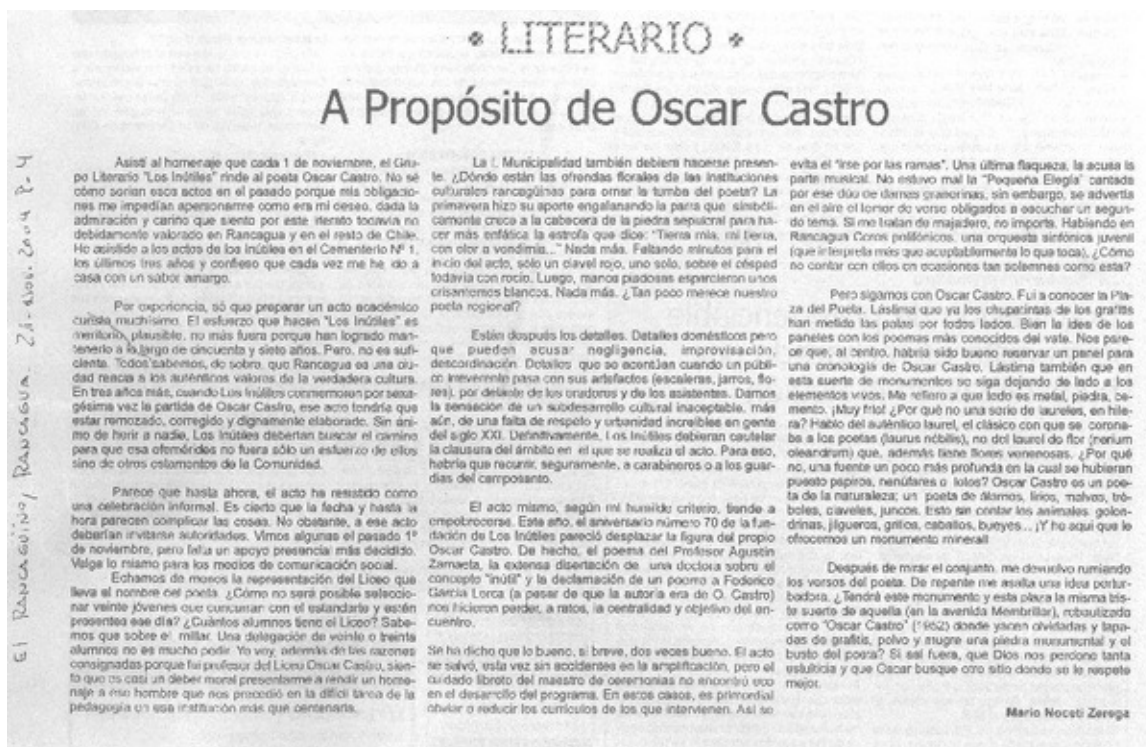 LITERARIO
A Propósito de Oscar Castro
El Rancagüino, Rancagua. 21-Nov. 2004 P. 4
Asistí al homenaje que cada 1 de noviembre, el Gru-
po Literario "Los Inútiles" rinde al poeta Oscar Castro. No sé
cómo serían esos actos en el pasado porque mis obligacio-
nes me impedían apersonarme como era mi deseo, dada la
admiración y cariño que siento por este literato todavía no
debidamente valorado en Rancagua y en el resto de Chile.
He asistido a los actos de los Inútiles en el Cementerio Nº 1,
los últimos tres años y confieso que cada vez me he ido a
casa con un sabor amargo.
Por experiencia, sé que preparar un acto académico
cuesta muchísimo. El esfuerzo que hacen "Los Inútiles" es
meritorio, plausible, no más fuera porque han logrado man-
tenerlo a lo largo de cincuenta y siete años. Pero, no es sufi-
ciente. Todos sabemos, de sobra, que Rancagua es una ciu-
dad reacia a los auténticos valores de la verdadera cultura.
En tres años más, cuando Los Inútiles conmemoren por sexa-
gésima vez la partida de Oscar Castro, ese acto tendría que
estar remozado, corregido y dignamente elaborado. Sin áni-
mo de herir a nadie, Los Inútiles deberían buscar el camino
para que esa efemérides no fuera sólo un esfuerzo de ellos
sino de otros estamentos de la Comunidad.
Parece que hasta ahora, el acto ha resistido como
una celebración informal. Es cierto que la fecha y hasta la
hora parecen complicar las cosas. No obstante, a ese acto
deberían invitarse autoridades. Vimos algunas el pasado 1º
de noviembre, pero falta un apoyo presencial más decidido.
Valga lo mismo para los medios de comunicación social.
Echamos de menos la representación del Liceo que
lleva el nombre del poeta. ¿Cómo no será posible seleccio-
nar veinte jóvenes que concurran con el estandarte y estén
presentes ese día? ¿Cuántos alumnos tiene el Liceo? Sabe-
mos que sobre el millar. Una delegación de veinte o treinta
alumnos no es mucho pedir. Yo voy, además de las razones
consignadas porque fui profesor del Liceo Oscar Castro, sien-
to que es casi un deber moral presentarme a rendir un home-
naje a ese hombre que nos precedió en la difícil tarea de la
pedagogía en esa institución más que centenaria.
La I. Municipalidad también debiera hacerse presen-
te. ¿Dónde están las ofrendas florales de las instituciones
culturales rancagüinas para ornar la tumba del poeta? La
primavera hizo su aporte engalanando la parra que simbóli-
camente crece a la cabecera de la piedra sepulcral para ha-
cer más enfática la estrofa que dice: "Tierra mía, mi tierra,
con olor a vendimia..." Nada más. Faltando minutos para el
inicio del acto, sólo un clavel rojo, uno solo, sobre el césped
todavía con rocío. Luego, manos piadosas esparcieron unos
crisantemos blancos. Nada más. ¿Tan poco merece nuestro
poeta regional?
Están después los detalles. Detalles domésticos pero
que pueden acusar negligencia, improvisación,
descordinación. Detalles que se acentúan cuando un públi-
co irreverente pasa con sus artefactos (escaleras, jarros, flo-
res), por delante de los oradores y de los asistentes. Damos
la sensación de un subdesarrollo cultural inaceptable, más
aún, de una falta de respeto y urbanidad increíbles en gente
del siglo XXI. Definitivamente, Los Inútiles debieran cautelar
la clausura del ámbito en el que se realiza el acto. Para eso,
habría que recurrir, seguramente, a carabineros o a los guar-
dias del camposanto.
El acto mismo, según mi humilde criterio, tiende a
empobrecerse. Este año, el aniversario número 70 de la fun-
dación de Los Inútiles pareció desplazar la figura del propio
Oscar Castro. De hecho, el poema del Profesor Agustín
Zamaeta, la extensa disertación de una doctora sobre el
concepto "inútil" y la declamación de un poema a Federico
García Lorca (a pesar de que la autoría era de O. Castro)
nos hicieron perder, a ratos, la centralidad y objetivo del en-
cuentro.
Se ha dicho que lo bueno, si breve, dos veces bueno. El acto
se salvó, esta vez sin accidentes en la amplificación, pero el
cuidado libreto del maestro de ceremonias no encontró eco
en el desarrollo del programa. En estos casos, es primordial
obviar o reducir los currículos de los que intervienen. Así se
evita el "irse por las ramas". Una última flaqueza, la acusa la
parte musical. No estuvo mal la "Pequeña Elegía" cantada
por ese dúo de damas graneroinas, sin embargo, se advertía
en el aire el temor de verse obligados a escuchar un segun-
do tema. Si me tratan de majadero, no importa. Habiendo en
Rancagua Coros polifónicos, una orquesta sinfónica juvenil
(que interpreta más que aceptablemente lo que toca), ¿Cómo
no contar con ellos en ocasiones tan solemnes como esta?
Pero sigamos con Oscar Castro. Fui a conocer la Pla-
za del Poeta. Lástima que ya los chupatintas de los grafitis
han metido las patas por todos lados. Bien la idea de los
paneles con los poemas más conocidos del vate. Nos pare-
ce que, al centro, habría sido bueno reservar un panel para
una cronología de Oscar Castro. Lástima también que en
esta suerte de monumentos se siga dejando de lado a los
elementos vivos. Me refiero a que todo es metal, piedra, ce-
mento. ¡Muy frío! ¿Por qué no una serie de laureles, en hile-
ra? Hablo del auténtico laurel, el clásico con que se corona-
ba a los poetas (laurus nóbilis), no del laurel de flor (nerium
oleandrum) que, además tiene flores venenosas. ¿Por qué
no, una fuente un poco más profunda en la cual se hubieran
puesto papiros, nenúfares o lotos? Oscar Castro es un poe-
ta de la naturaleza; un poeta de álamos, lirios, malvas, tré-
boles, claveles, juncos. Esto sin contar los animales: golon-
drinas, jilgueros, grillos, caballos, bueyes... ¡Y he aquí que le
ofrecemos un monumento mineral!
Después de mirar el conjunto, me devuelvo rumiando
los versos del poeta. De repente me asalta una idea pertur-
badora. ¿Tendrá este monumento y esta plaza la misma tris-
te suerte de aquella (en la avenida Membrillar), rebautizada
como "Oscar Castro" (1962) donde yacen olvidadas y tapa-
das de grafitis, polvo y mugre una piedra monumental y el
busto del poeta? Si así fuera, que Dios nos perdone tanta
estulticia y que Oscar busque otro sitio donde se le respete
mejor.
Mario Noceti Zerega